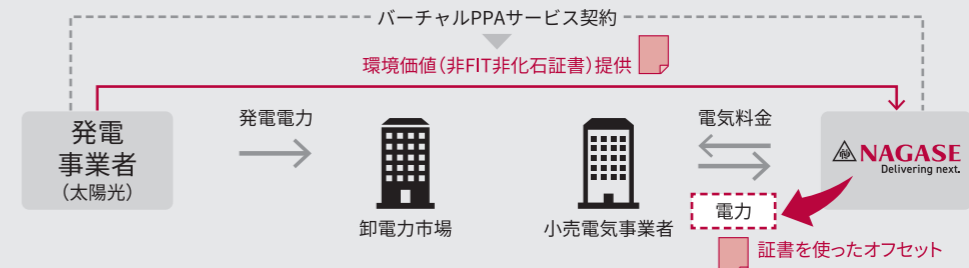 バーチャルPPAサービス契約
環境価値（非FIT非化石証書）提供
発電
事業者
（太陽光）
発電電力
卸電力市場
小売電気事業者
電気料金
電力
NAGASE
Delivering next.
証書を使ったオフセット